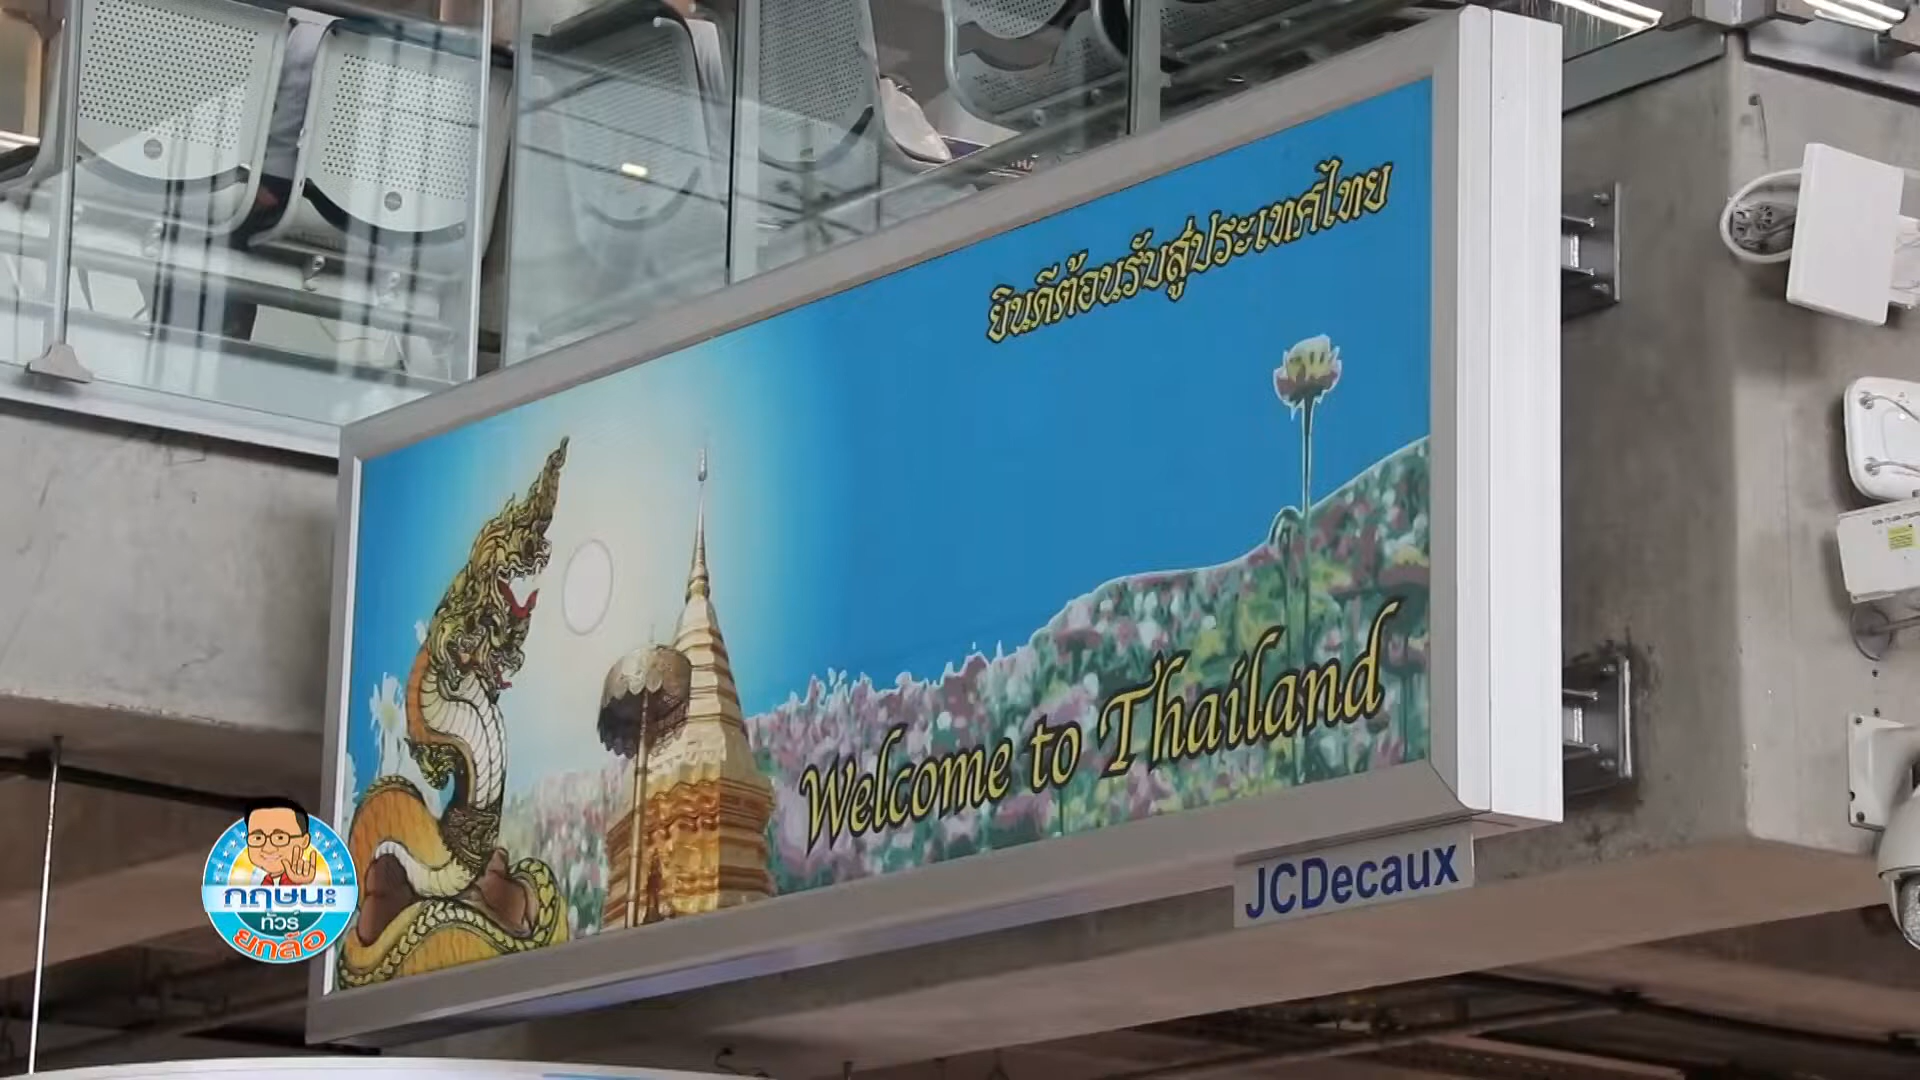 ยินดีต้อนรับสู่ประเทศไทย
Welcome to Thailand
JCDecaux
กฤษนะ
ทัวร์
ยกล้อ